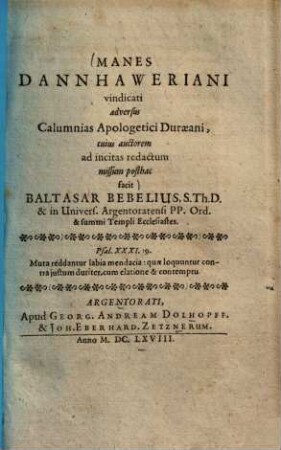 MANES
DANNHAWERIANI
vindicati
adversus
Calumnias Apologetici Duræani,
cuius auctorem
ad incitas redactum
missum posthac
facit
BALTASAR BEBELIUS. S. Th. D.
& in Univers. Argentoratensi PP. Ord.
& summi Templi Ecclesiastes.
Psal. XXXI. 19.
Muta reddantur labia mendacia: quæ loquuntur con-
tra justum duriter, cum elatione & contemptu
ARGENTORATI,
Apud GEORG. ANDREAM DOLHOPFF.
& JOH. EBERHARD. ZETZNERUM.
Anno M. DC. LXVIII.